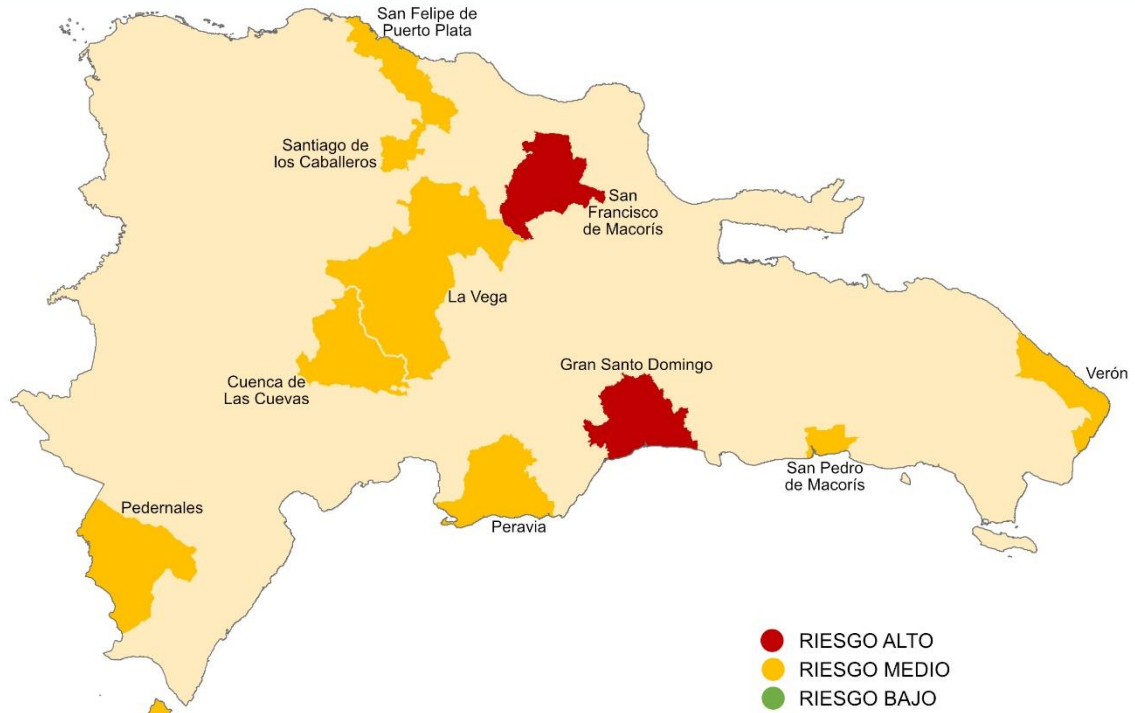 San Felipe de
Puerto Plata
Santiago de
los Caballeros
San
Francisco
de Macorís
La Vega
Cuenca de
Las Cuevas
Gran Santo Domingo
Verón
San Pedro
de Macorís
Pedernales
Peravia
RIESGO ALTO
RIESGO MEDIO
RIESGO BAJO